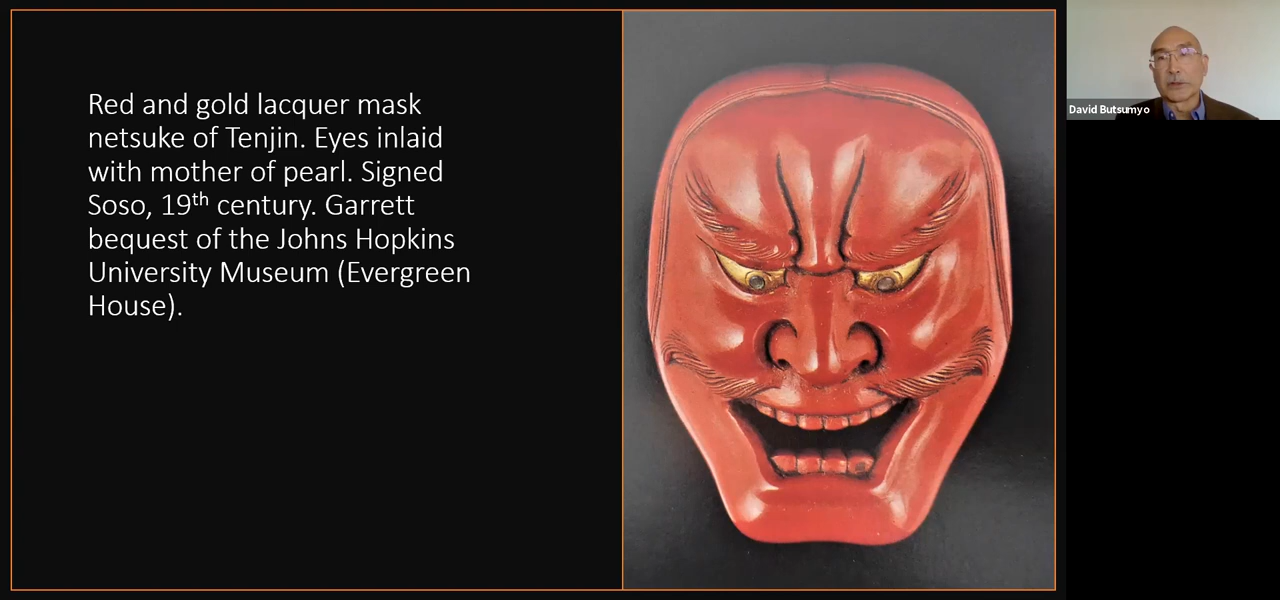 Red and gold lacquer mask
netsuke of Tenjin. Eyes inlaid
with mother of pearl. Signed
Soso, 19th century. Garrett
bequest of the Johns Hopkins
University Museum (Evergreen
House).
David Butsumyo